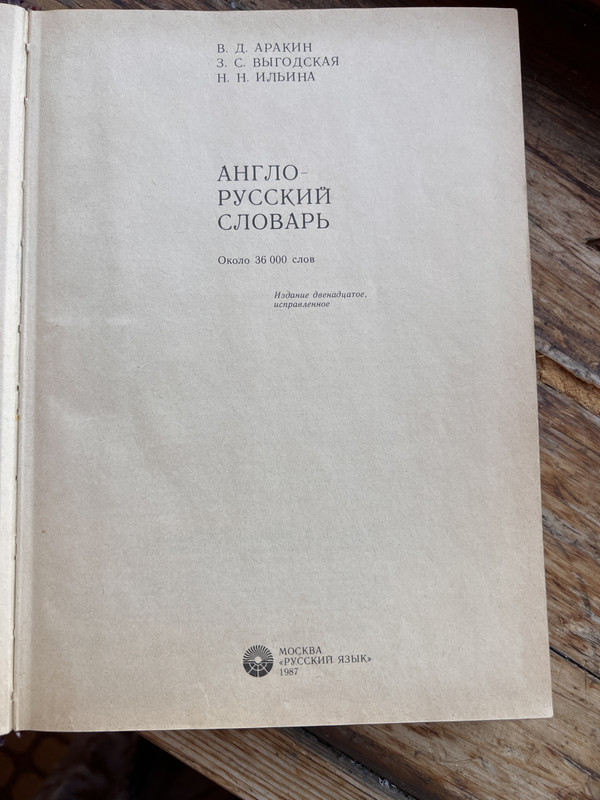 В. Д. АРАКИН
З. С. ВЫГОДСКАЯ
Н. Н. ИЛЬИНА
АНГЛО-
РУССКИЙ
СЛОВАРЬ
Около 36 000 слов
Издание двенадцатое,
исправленное
МОСКВА
«РУССКИЙ ЯЗЫК»
1987